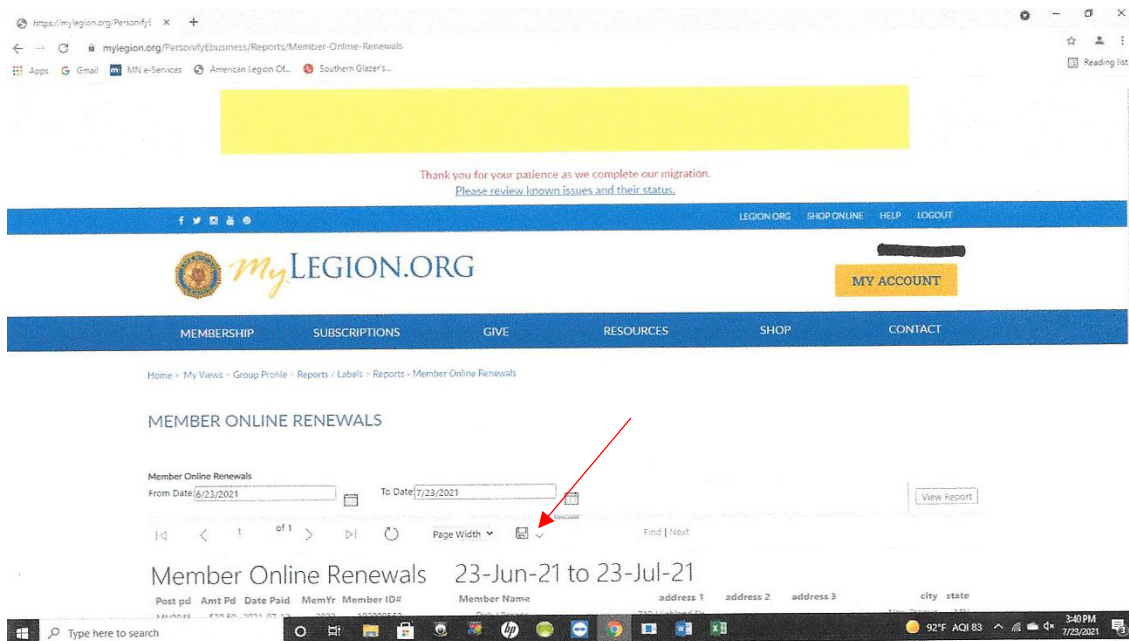 https://mylegion.org/PersonifyE
mylegion.org/PersonifyEbusiness/Reports/Member-Online-Renewals
Apps Gmail MN e-Services American Legion Of... Southern Glazer's... Reading list
Thank you for your patience as we complete our migration.
Please review known issues and their status.
LEGION.ORG SHOP ONLINE HELP LOGOUT
My LEGION.ORG
MY ACCOUNT
MEMBERSHIP SUBSCRIPTIONS GIVE RESOURCES SHOP CONTACT
Home > My Views > Group Profile > Reports / Labels > Reports - Member Online Renewals
MEMBER ONLINE RENEWALS
Member Online Renewals
From Date: 6/23/2021 To Date: 7/23/2021 View Report
1 of 1 Page Width Find | Next
Member Online Renewals 23-Jun-21 to 23-Jul-21
Post pd Amt Pd Date Paid MemYr Member ID# Member Name address 1 address 2 address 3 city state
Type here to search hp 92°F AQI 83 3:40 PM
7/23/2021